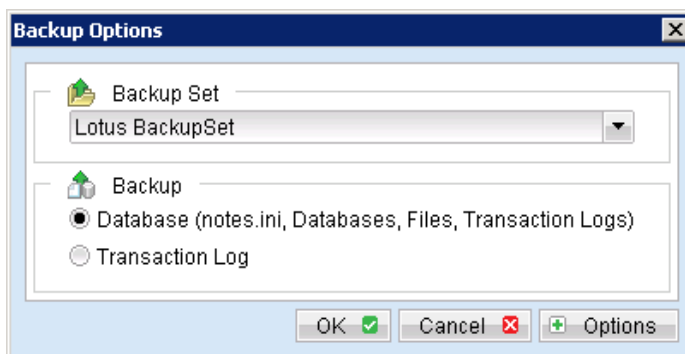 Backup Options
Backup Set
Lotus BackupSet
Backup
Database (notes.ini, Databases, Files, Transaction Logs)
Transaction Log
OK Cancel Options